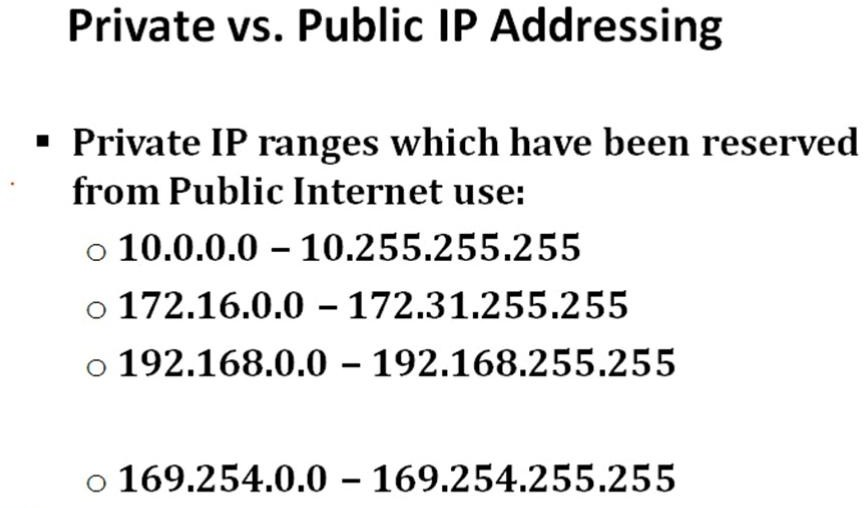 Private vs. Public IP Addressing
▪ Private IP ranges which have been reserved
from Public Internet use:
○ 10.0.0.0 – 10.255.255.255
○ 172.16.0.0 – 172.31.255.255
○ 192.168.0.0 – 192.168.255.255
○ 169.254.0.0 – 169.254.255.255